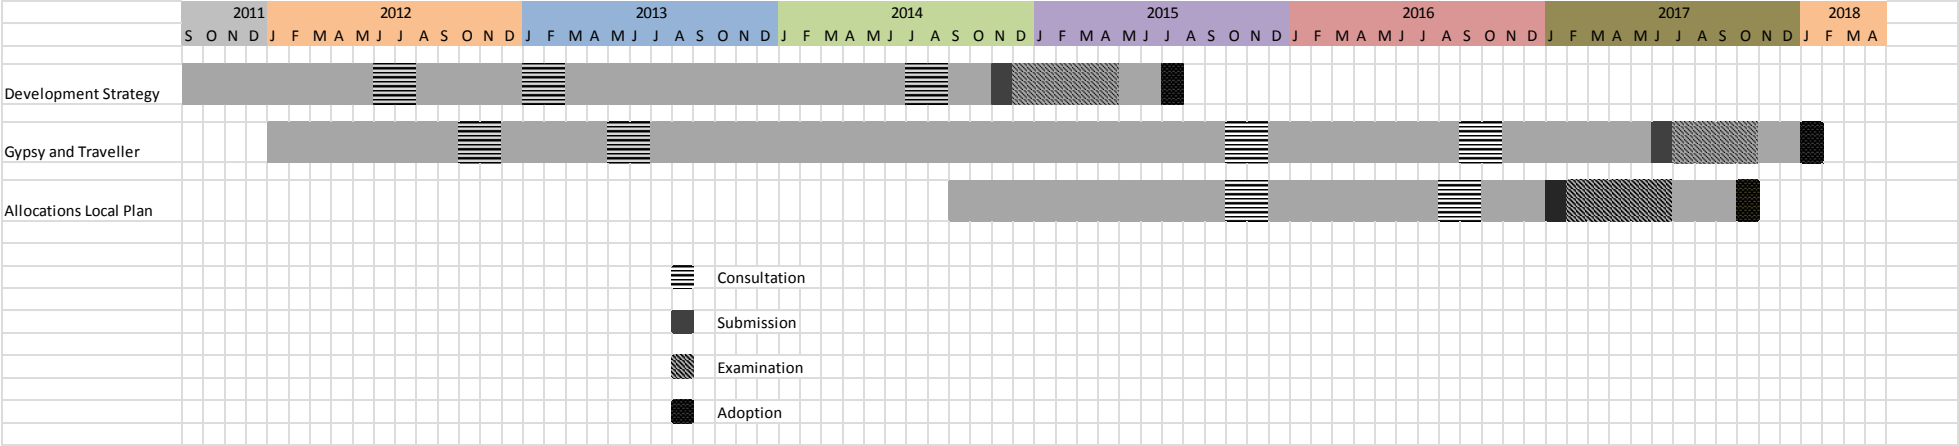 2011 2012 2013 2014 2015 2016 2017 2018
S O N D J F M A M J J A S O N D J F M A M J J A S O N D J F M A M J J A S O N D J F M A M J J A S O N D J F M A M J J A S O N D J F M A M J J A S O N D J F M A
Development Strategy
Gypsy and Traveller
Allocations Local Plan
Consultation
Submission
Examination
Adoption